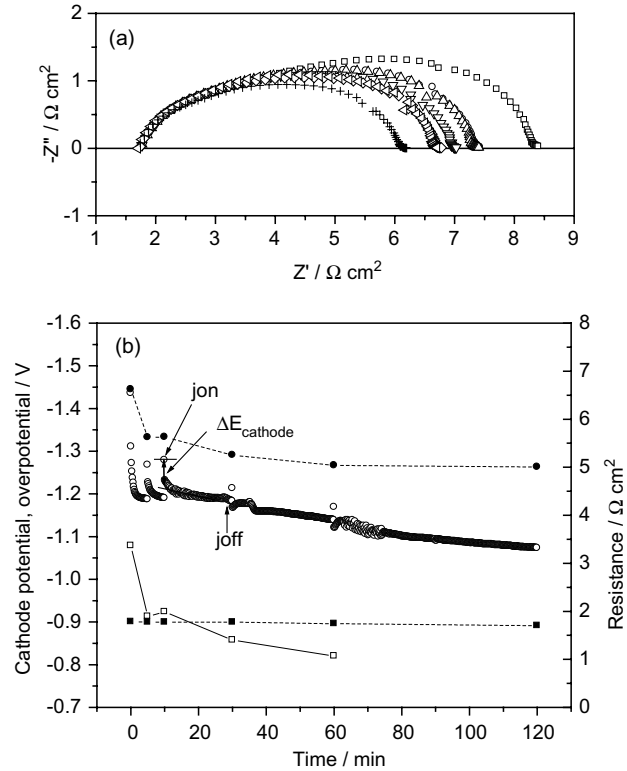 (a)
2
1
0
-1
-Z" / Ω cm²
1 2 3 4 5 6 7 8 9
Z' / Ω cm²
(b)
-1.6
-1.5
-1.4
-1.3
-1.2
-1.1
-1.0
-0.9
-0.8
-0.7
Cathode potential, overpotential / V
jon
ΔE_cathode
joff
8
7
6
5
4
3
2
1
0
Resistance / Ω cm²
0 20 40 60 80 100 120
Time / min